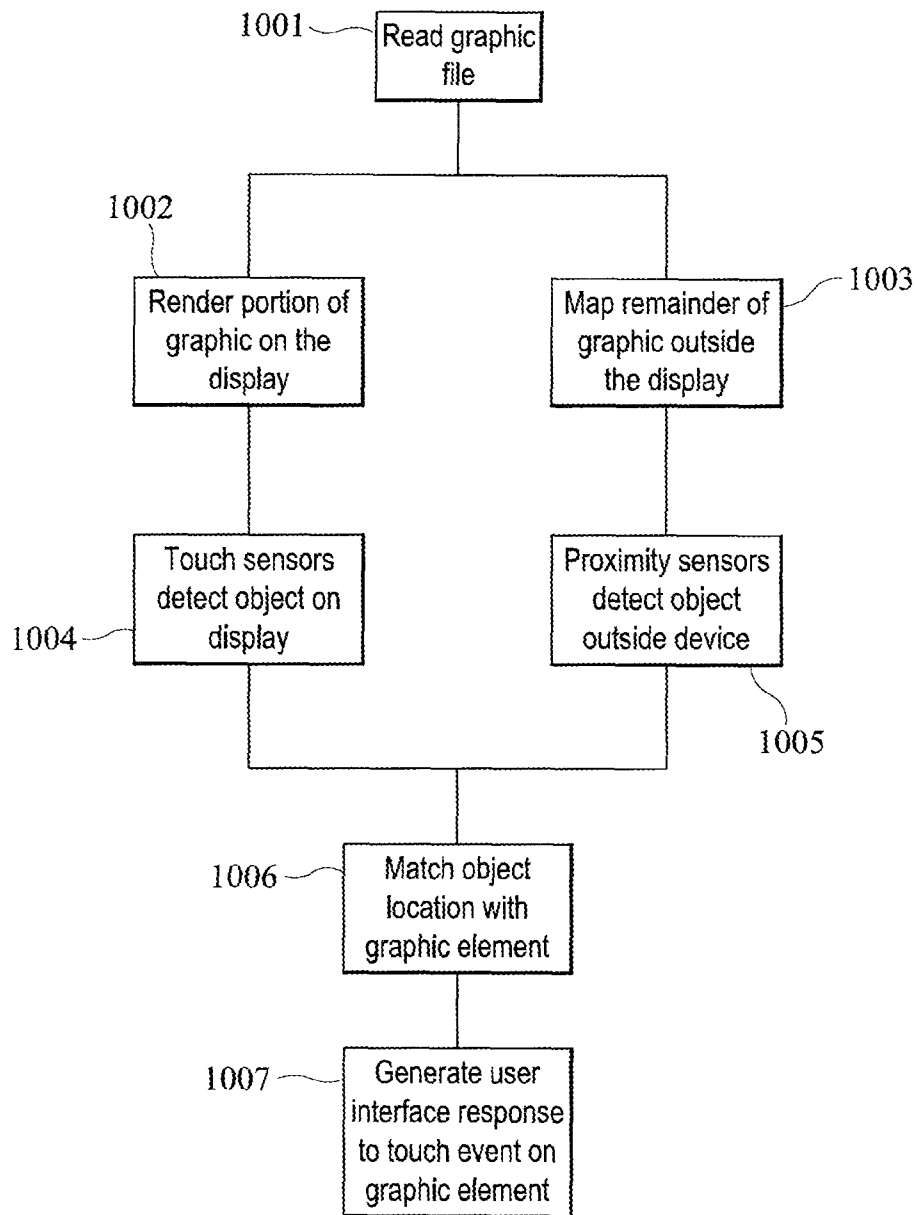 1001
Read graphic
file
1002
Render portion of
graphic on the
display
1003
Map remainder of
graphic outside
the display
1004
Touch sensors
detect object on
display
Proximity sensors
detect object
outside device
1005
1006
Match object
location with
graphic element
1007
Generate user
interface response
to touch event on
graphic element